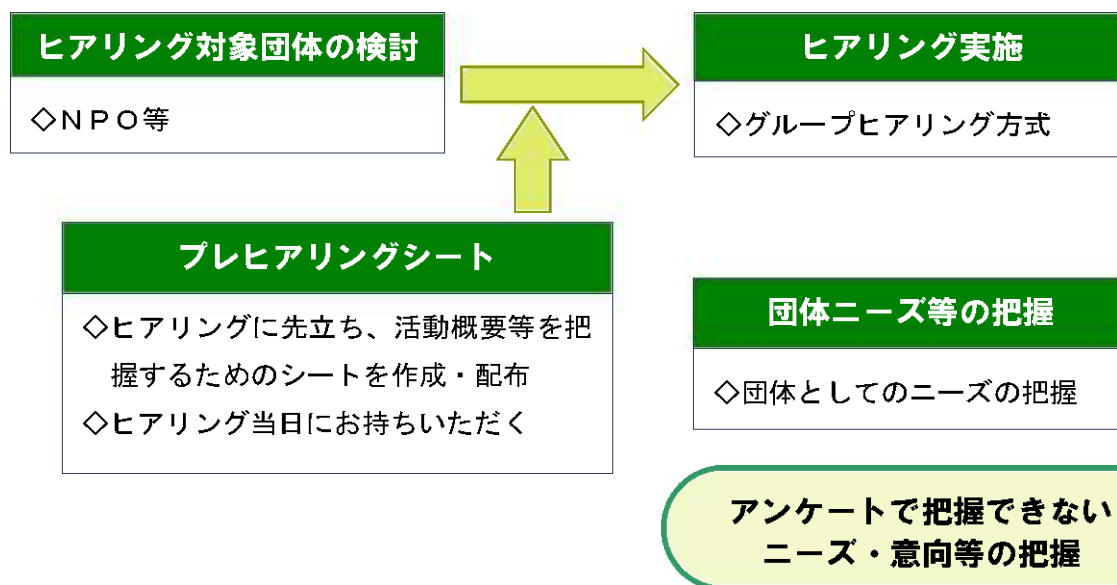 ヒアリング対象団体の検討
◇ＮＰＯ等
ヒアリング実施
◇グループヒアリング方式
プレヒアリングシート
◇ヒアリングに先立ち、活動概要等を把
握するためのシートを作成・配布
◇ヒアリング当日にお持ちいただく
団体ニーズ等の把握
◇団体としてのニーズの把握
アンケートで把握できない
ニーズ・意向等の把握